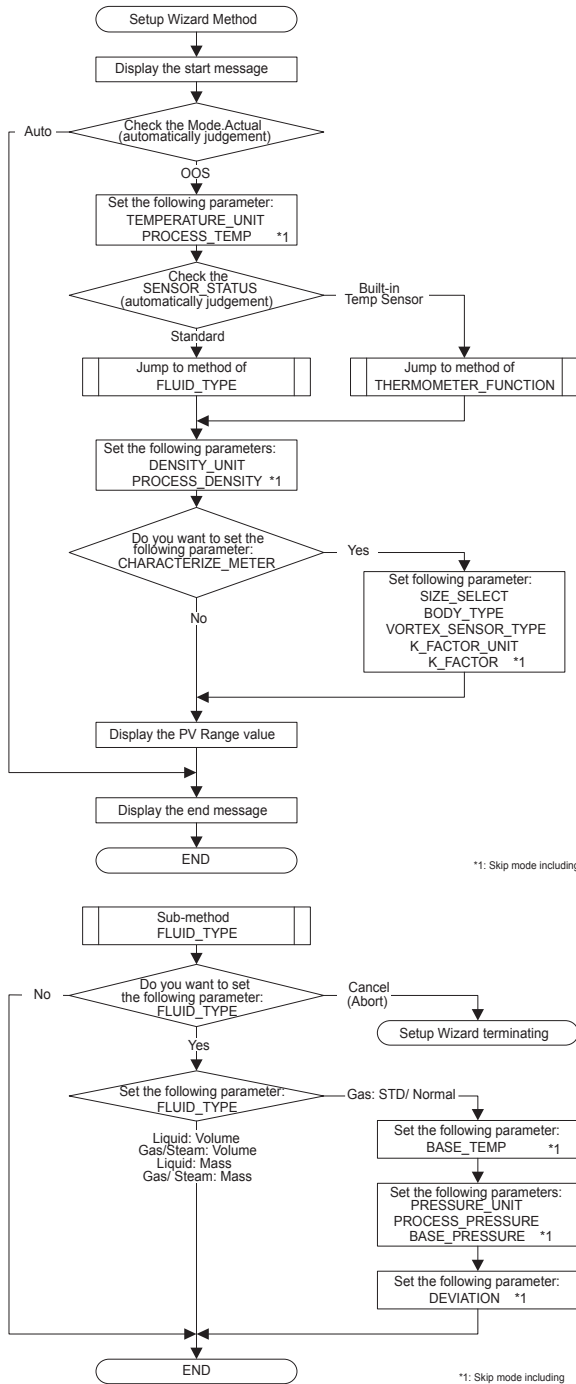 Setup Wizard Method
Display the start message
Check the Mode.Actual
(automatically judgement)
Auto
OOS
Set the following parameter:
TEMPERATURE_UNIT
PROCESS_TEMP *1
Check the
SENSOR_STATUS
(automatically judgement)
Built-in
Temp Sensor
Standard
Jump to method of
FLUID_TYPE
Jump to method of
THERMOMETER_FUNCTION
Set the following parameters:
DENSITY_UNIT
PROCESS_DENSITY *1
Do you want to set the
following parameter:
CHARACTERIZE_METER
Yes
No
Set following parameter:
SIZE_SELECT
BODY_TYPE
VORTEX_SENSOR_TYPE
K_FACTOR_UNIT
K_FACTOR *1
Display the PV Range value
Display the end message
END
*1: Skip mode including
Sub-method
FLUID_TYPE
Do you want to set
the following parameter:
FLUID_TYPE
No
Cancel
(Abort)
Setup Wizard terminating
Yes
Set the following parameter:
FLUID_TYPE
Gas: STD/ Normal
Liquid: Volume
Gas/Steam: Volume
Liquid: Mass
Gas/ Steam: Mass
Set the following parameter:
BASE_TEMP *1
Set the following parameters:
PRESSURE_UNIT
PROCESS_PRESSURE
BASE_PRESSURE *1
Set the following parameter:
DEVIATION *1
END
*1: Skip mode including